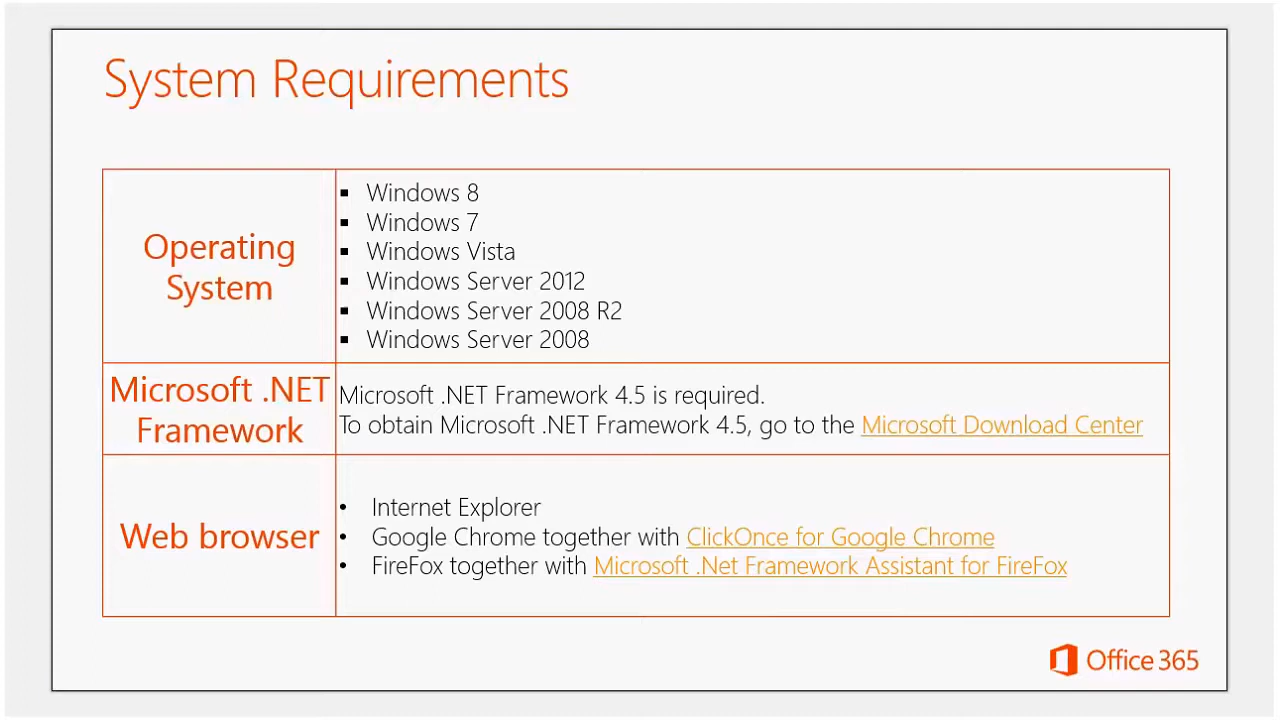 System Requirements
Operating
System
▪ Windows 8
▪ Windows 7
▪ Windows Vista
▪ Windows Server 2012
▪ Windows Server 2008 R2
▪ Windows Server 2008
Microsoft .NET
Framework
Microsoft .NET Framework 4.5 is required.
To obtain Microsoft .NET Framework 4.5, go to the Microsoft Download Center
Web browser
• Internet Explorer
• Google Chrome together with ClickOnce for Google Chrome
• FireFox together with Microsoft .Net Framework Assistant for FireFox
Office 365